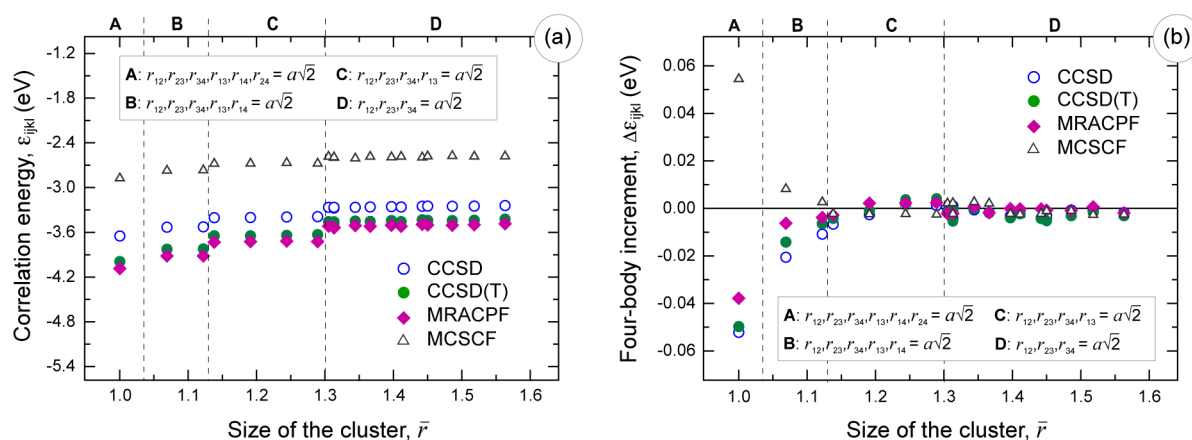 A B C D
(a)
Correlation energy, ε_ijkl (eV)
-1.2
-1.8
-2.4
-3.0
-3.6
-4.2
-4.8
-5.4
A: r₁₂,r₂₃,r₃₄,r₁₃,r₁₄,r₂₄ = a√2 C: r₁₂,r₂₃,r₃₄,r₁₃ = a√2
B: r₁₂,r₂₃,r₃₄,r₁₃,r₁₄ = a√2 D: r₁₂,r₂₃,r₃₄ = a√2
CCSD
CCSD(T)
MRACPF
MCSCF
1.0 1.1 1.2 1.3 1.4 1.5 1.6
Size of the cluster, r̄
A B C D
(b)
Four-body increment, Δε_ijkl (eV)
0.06
0.04
0.02
0.00
-0.02
-0.04
-0.06
CCSD
CCSD(T)
MRACPF
MCSCF
A: r₁₂,r₂₃,r₃₄,r₁₃,r₁₄,r₂₄ = a√2 C: r₁₂,r₂₃,r₃₄,r₁₃ = a√2
B: r₁₂,r₂₃,r₃₄,r₁₃,r₁₄ = a√2 D: r₁₂,r₂₃,r₃₄ = a√2
1.0 1.1 1.2 1.3 1.4 1.5 1.6
Size of the cluster, r̄